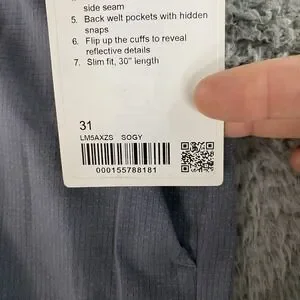 side seam
5. Back welt pockets with hidden
snaps
6. Flip up the cuffs to reveal
reflective details
7. Slim fit, 30" length
31
LM5AXZS SOGY
000155788181